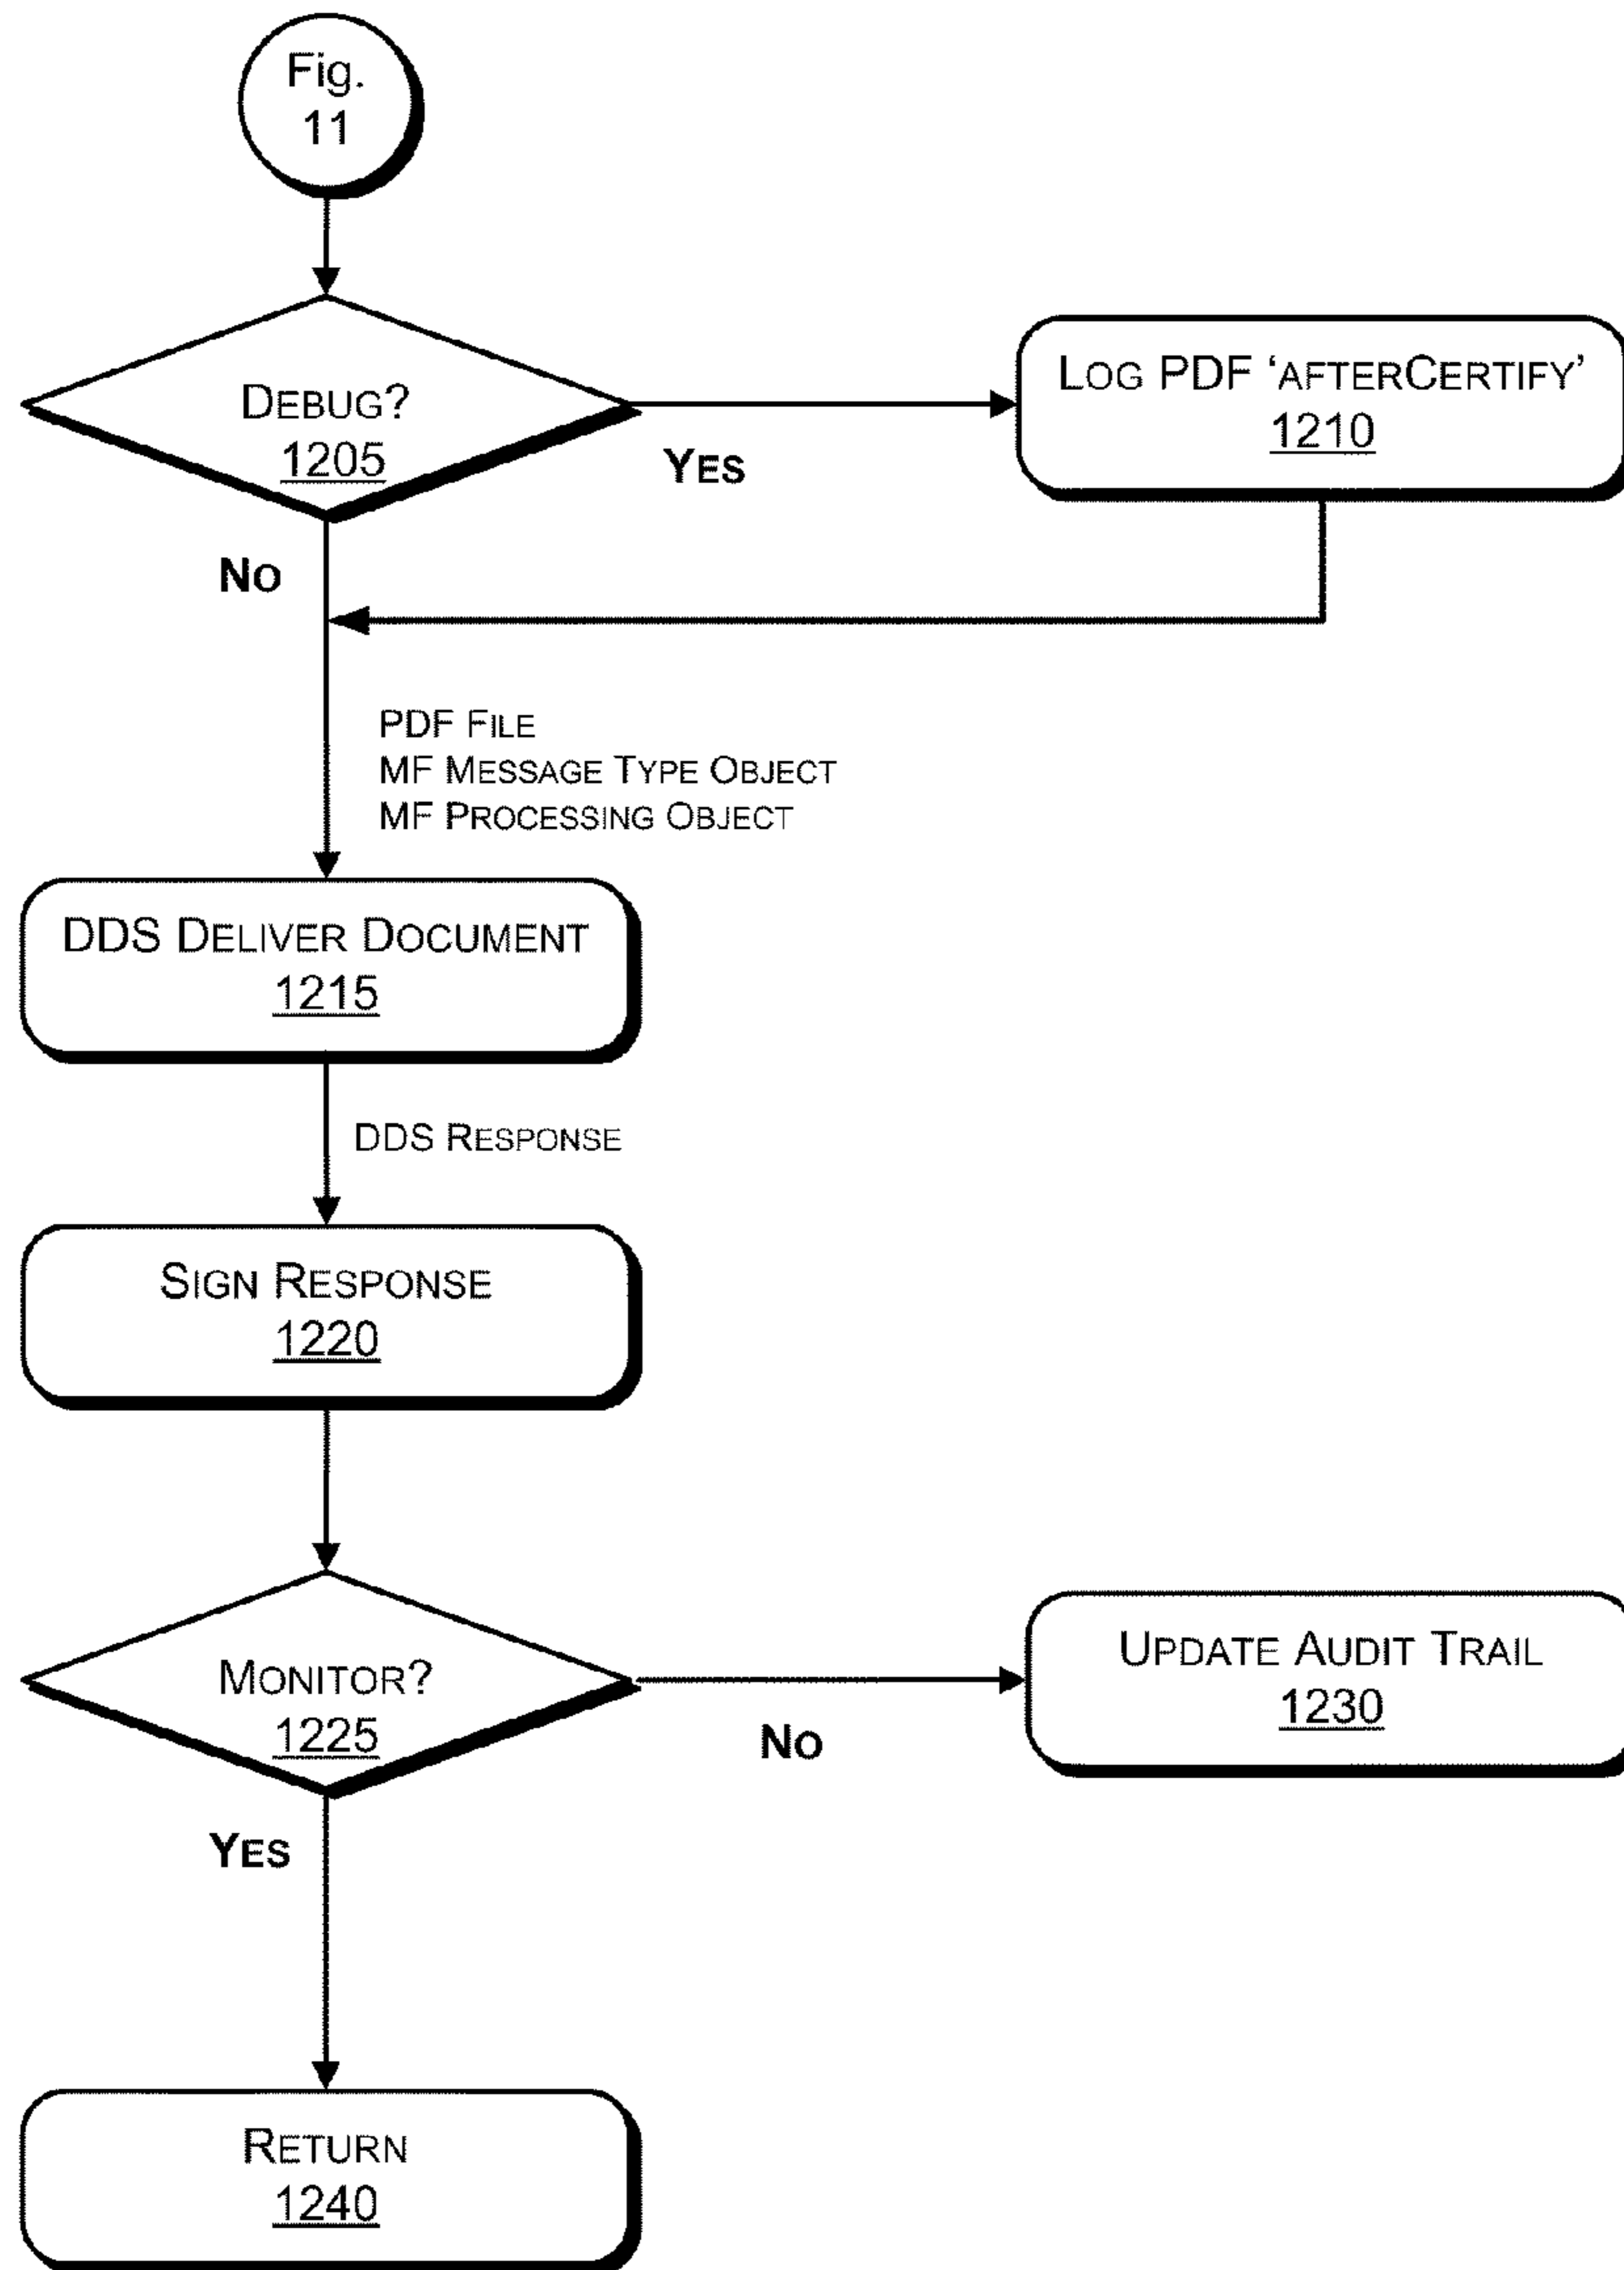 Fig.
11
DEBUG?
1205
YES
LOG PDF ‘AFTERCERTIFY’
1210
NO
PDF FILE
MF MESSAGE TYPE OBJECT
MF PROCESSING OBJECT
DDS DELIVER DOCUMENT
1215
DDS RESPONSE
SIGN RESPONSE
1220
MONITOR?
1225
NO
UPDATE AUDIT TRAIL
1230
YES
RETURN
1240